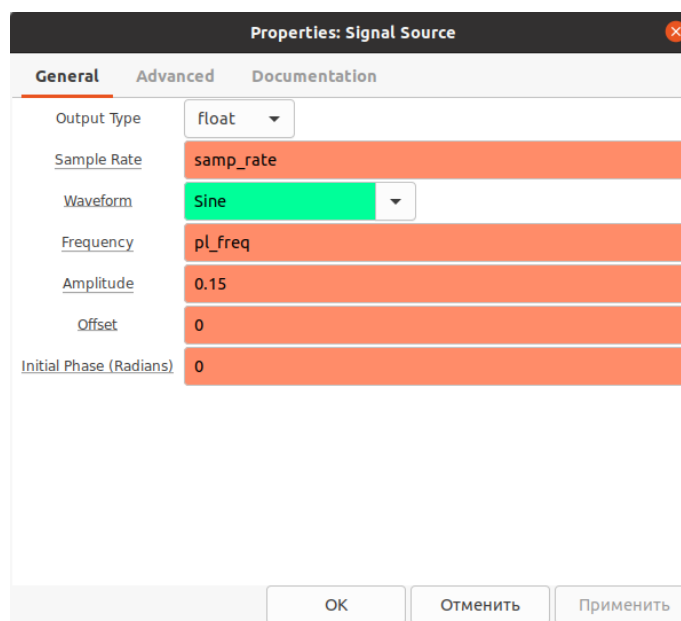 Properties: Signal Source
General Advanced Documentation
Output Type float
Sample Rate samp_rate
Waveform Sine
Frequency pl_freq
Amplitude 0.15
Offset 0
Initial Phase (Radians) 0
OK Отменить Применить